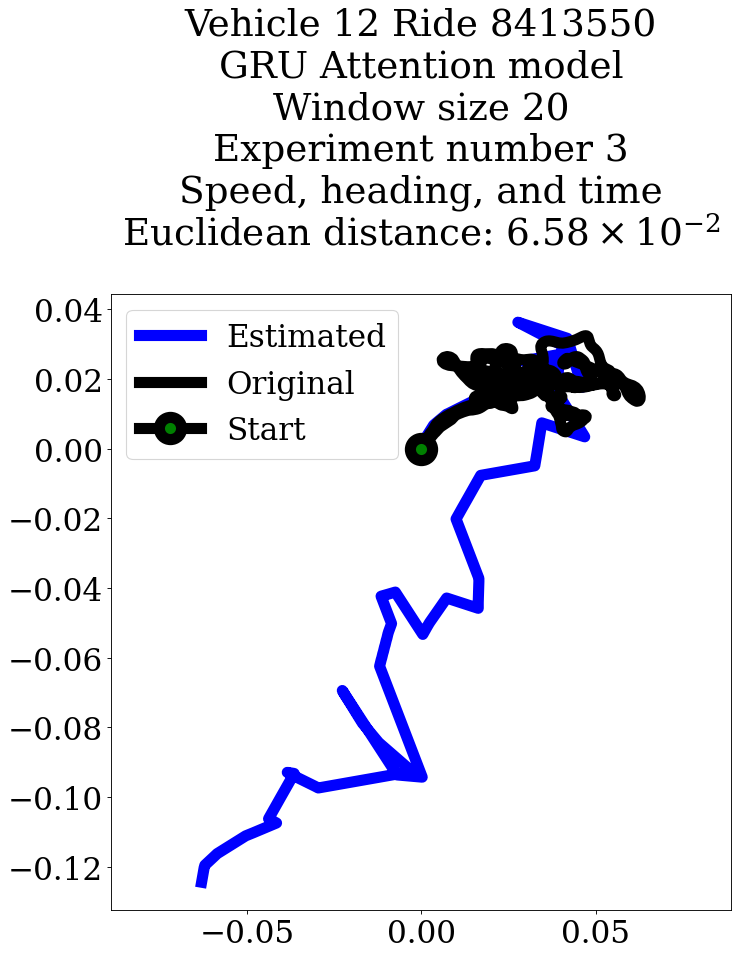 Vehicle 12 Ride 8413550
GRU Attention model
Window size 20
Experiment number 3
Speed, heading, and time
Euclidean distance: 6.58 × 10⁻²
0.04
0.02
0.00
−0.02
−0.04
−0.06
−0.08
−0.10
−0.12
Estimated
Original
Start
−0.05
0.00
0.05